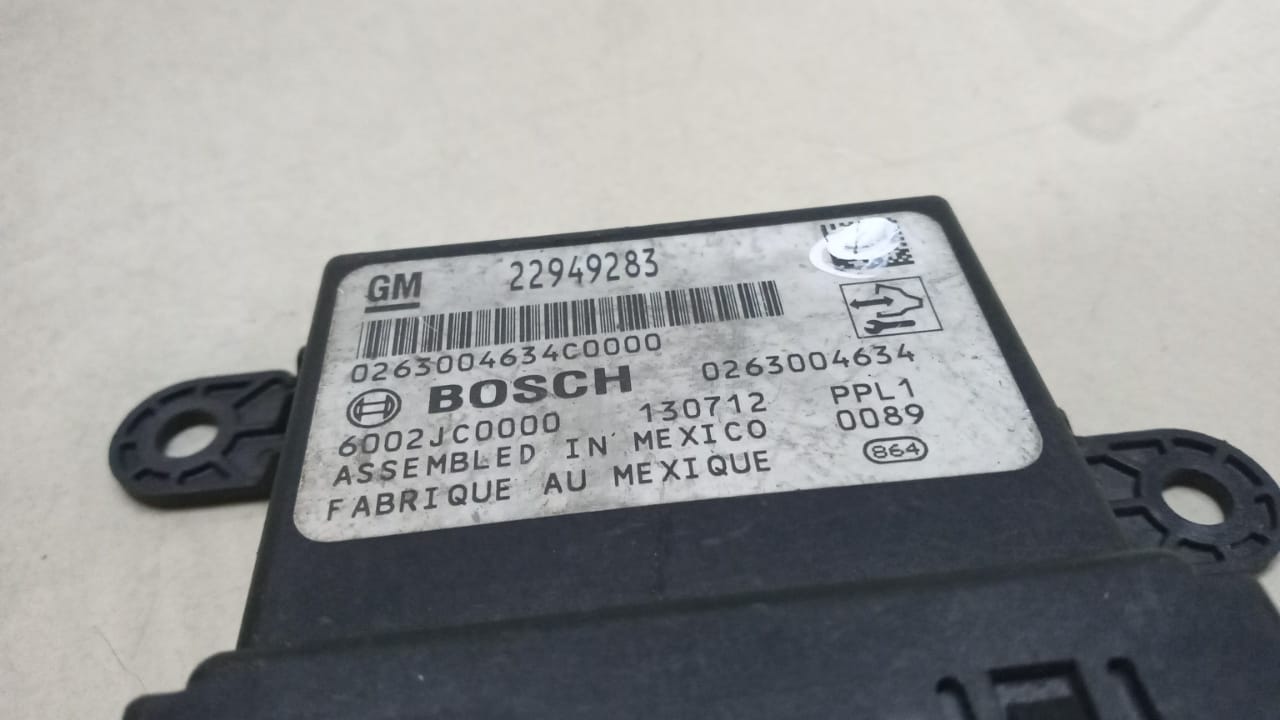 GM 22949283
0263004634C0000
BOSCH 0263004634
6002JC0000 130712 PPL1
ASSEMBLED IN MEXICO 0089
FABRIQUE AU MEXIQUE 864